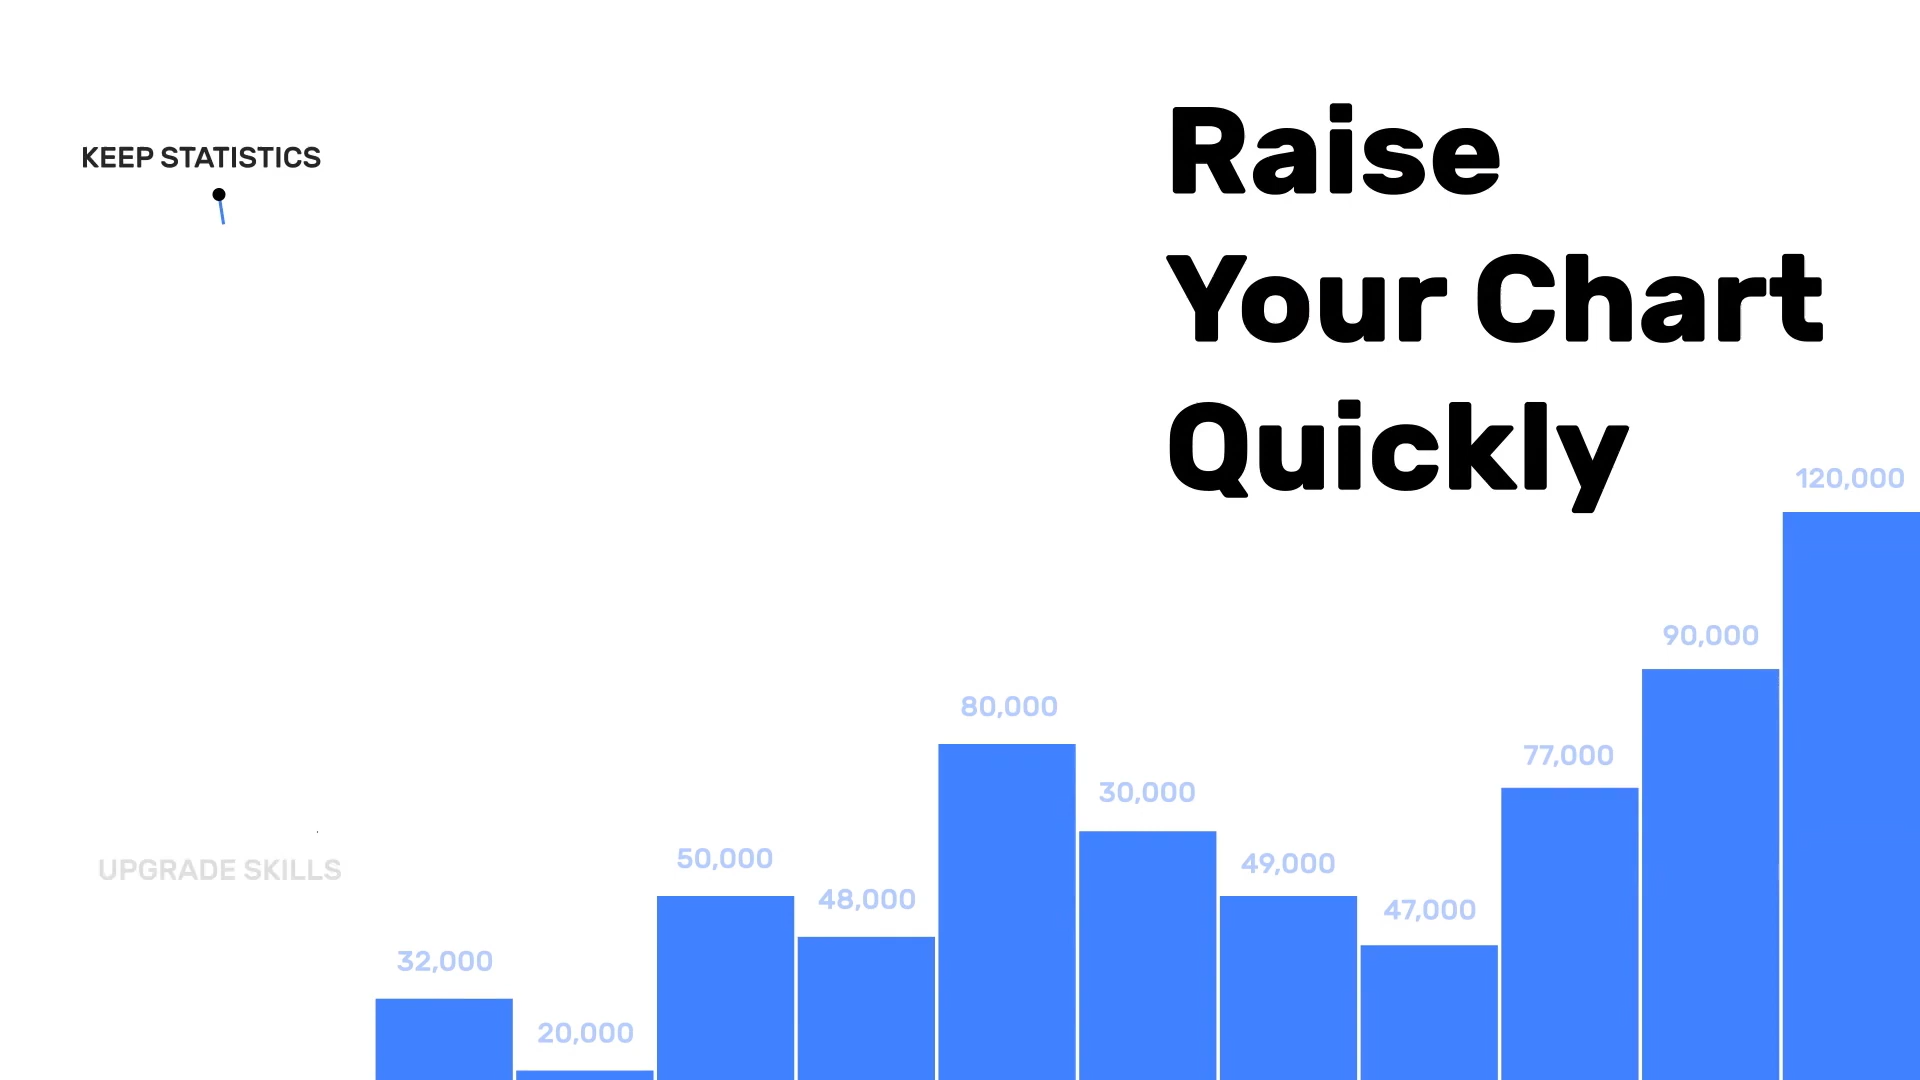 KEEP STATISTICS
Raise
Your Chart
Quickly
120,000
90,000
80,000
77,000
30,000
50,000
49,000
UPGRADE SKILLS
48,000
47,000
32,000
20,000